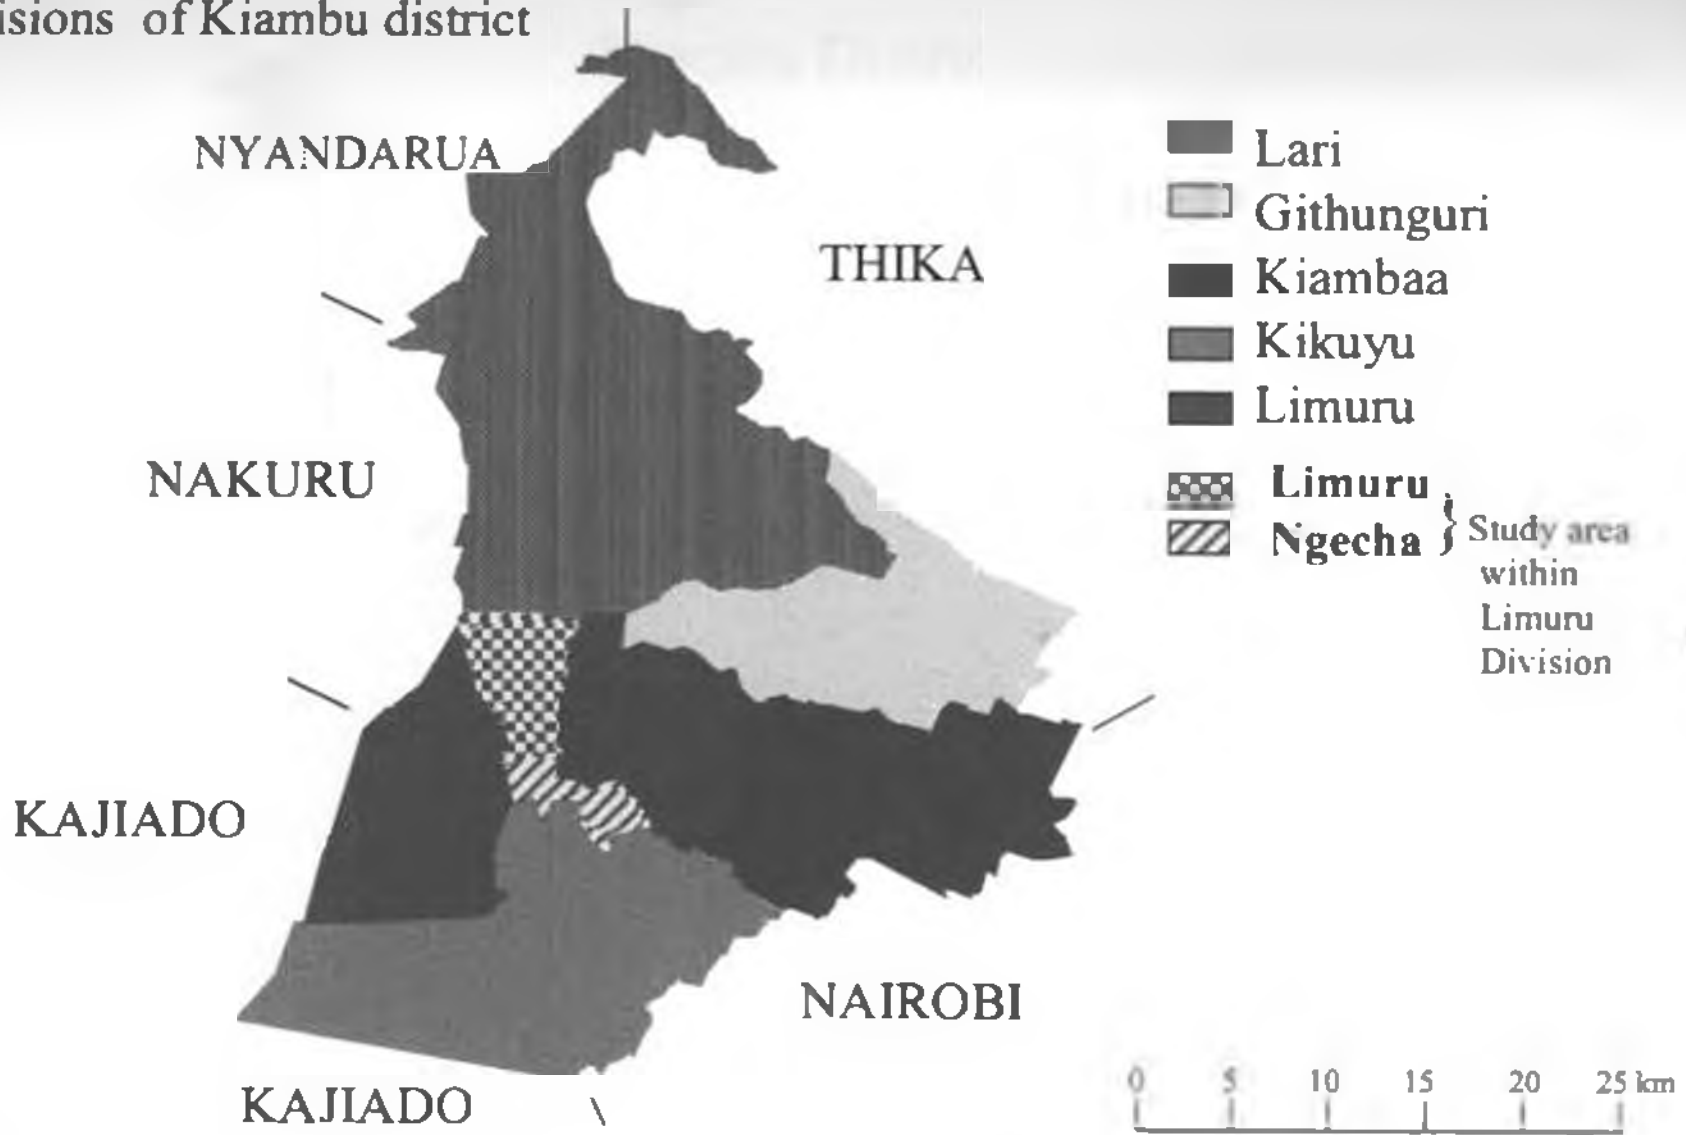 of Kiambu district
NYANDARUA
THIKA
NAKURU
KAJIADO
NAIROBI
KAJIADO
Lari
Githunguri
Kiambaa
Kikuyu
Limuru
Limuru
Ngecha
Study area
within
Limuru
Division
0 5 10 15 20 25 km